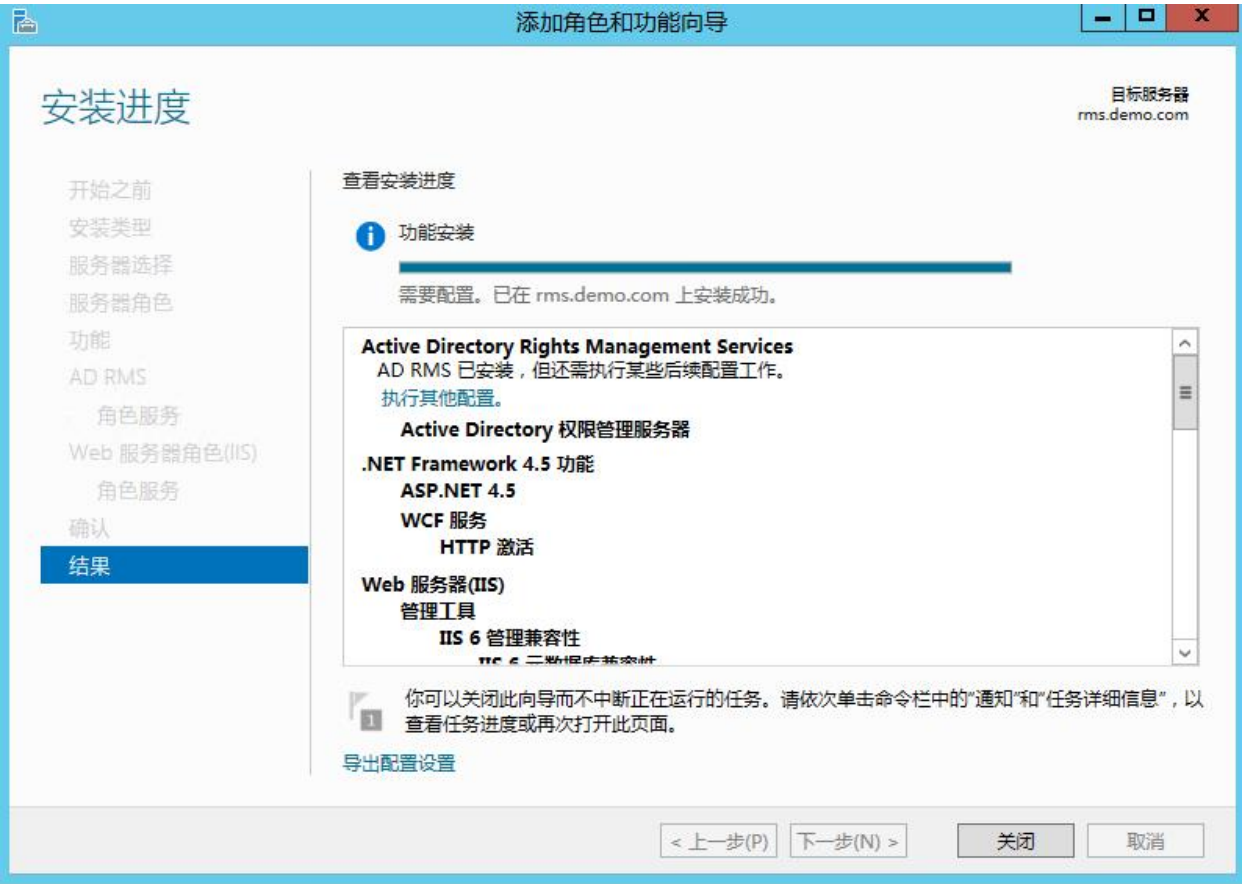 添加角色和功能向导
安装进度
目标服务器
rms.demo.com
开始之前
安装类型
服务器选择
服务器角色
功能
AD RMS
角色服务
Web 服务器角色(IIS)
角色服务
确认
结果
查看安装进度
功能安装
需要配置。已在 rms.demo.com 上安装成功。
Active Directory Rights Management Services
AD RMS 已安装，但还需执行某些后续配置工作。
执行其他配置。
Active Directory 权限管理服务器
.NET Framework 4.5 功能
ASP.NET 4.5
WCF 服务
HTTP 激活
Web 服务器(IIS)
管理工具
IIS 6 管理兼容性
IIS 6 元数据库兼容性
1
你可以关闭此向导而不中断正在运行的任务。请依次单击命令栏中的"通知"和"任务详细信息"，以
查看任务进度或再次打开此页面。
导出配置设置
< 上一步(P)
下一步(N) >
关闭
取消